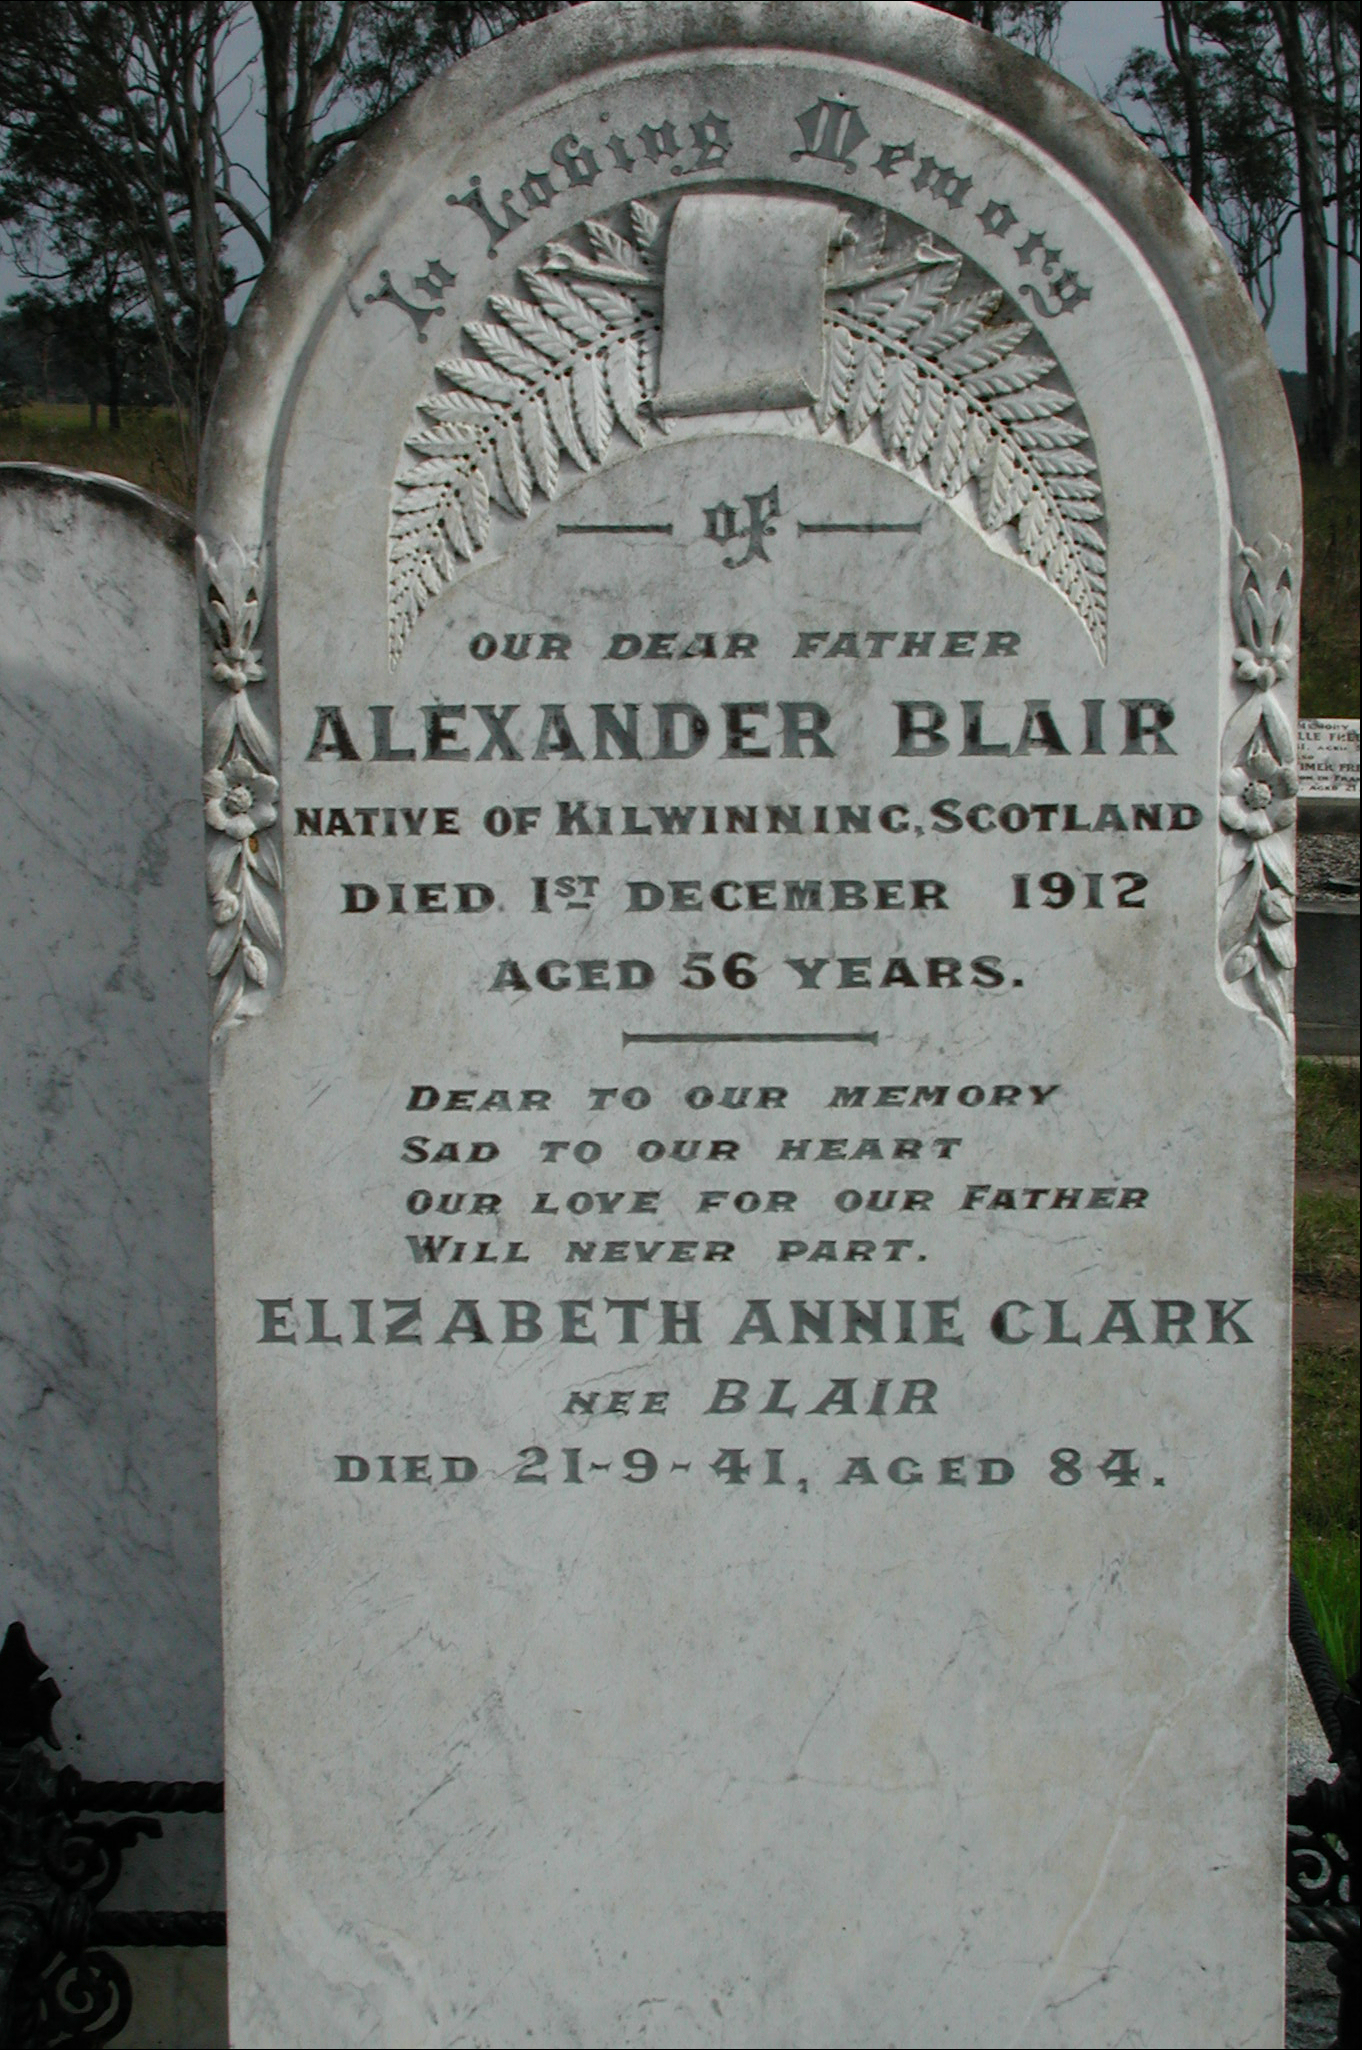 In Loving Memory
of
OUR DEAR FATHER
ALEXANDER BLAIR
NATIVE OF KILWINNING, SCOTLAND
DIED 1ST DECEMBER 1912
AGED 56 YEARS.
DEAR TO OUR MEMORY
SAD TO OUR HEART
OUR LOVE FOR OUR FATHER
WILL NEVER PART.
ELIZABETH ANNIE CLARK
NEE BLAIR
DIED 21-9-41, AGED 84.